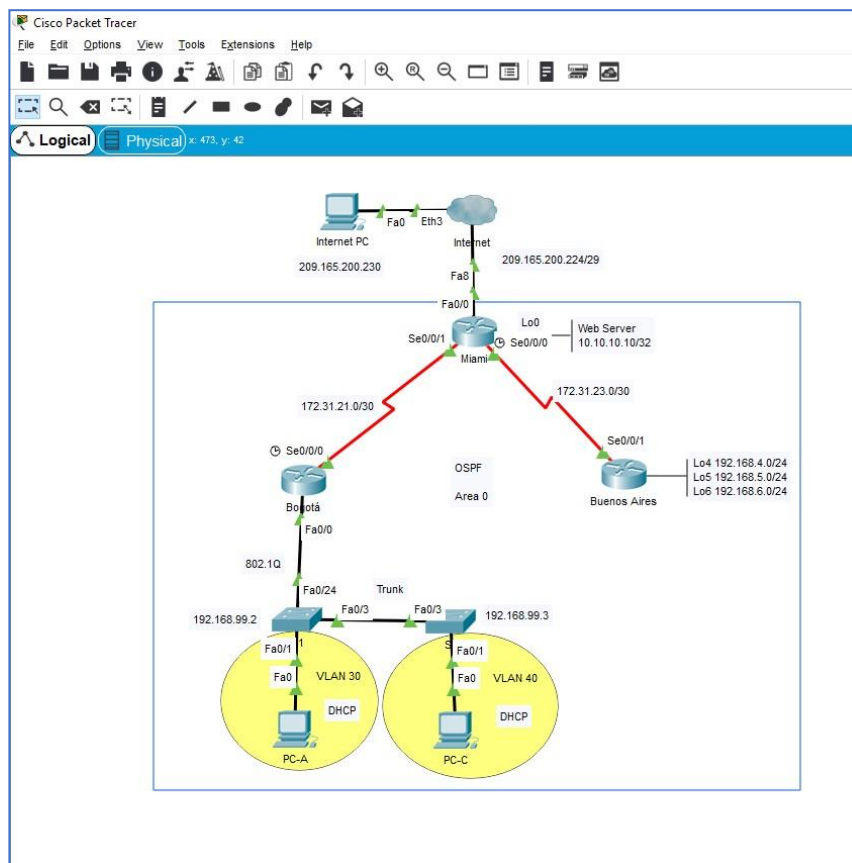 Cisco Packet Tracer
File Edit Options View Tools Extensions Help
Logical Physical x: 473, y: 42
Fa0 Eth3
Internet PC Internet
209.165.200.230
209.165.200.224/29
Fa8
Fa0/0
Lo0
Web Server
10.10.10.10/32
Se0/0/1
Se0/0/0
Miami
172.31.21.0/30
172.31.23.0/30
Se0/0/0
Se0/0/1
OSPF
Area 0
Lo4 192.168.4.0/24
Lo5 192.168.5.0/24
Lo6 192.168.6.0/24
Bogotá
Buenos Aires
Fa0/0
802.1Q
Fa0/24
Trunk
192.168.99.2
Fa0/3 Fa0/3
192.168.99.3
1
S
Fa0/1
Fa0/1
Fa0 VLAN 30
Fa0 VLAN 40
DHCP
DHCP
PC-A
PC-C